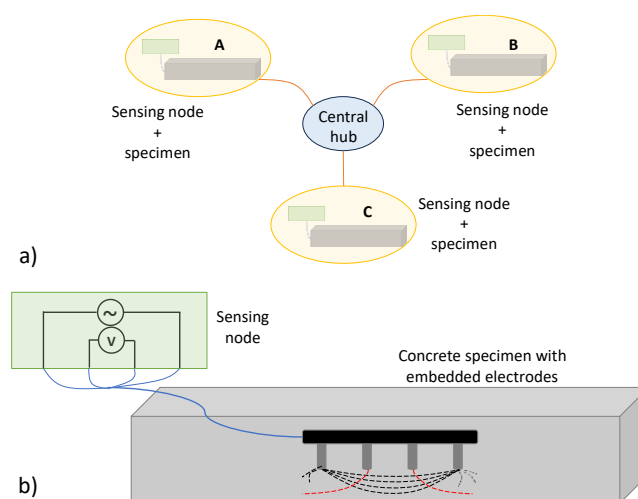 A
B
Sensing node
+
specimen
Central
hub
Sensing node
+
specimen
C
Sensing node
+
specimen
a)
~
V
Sensing
node
Concrete specimen with
embedded electrodes
b)